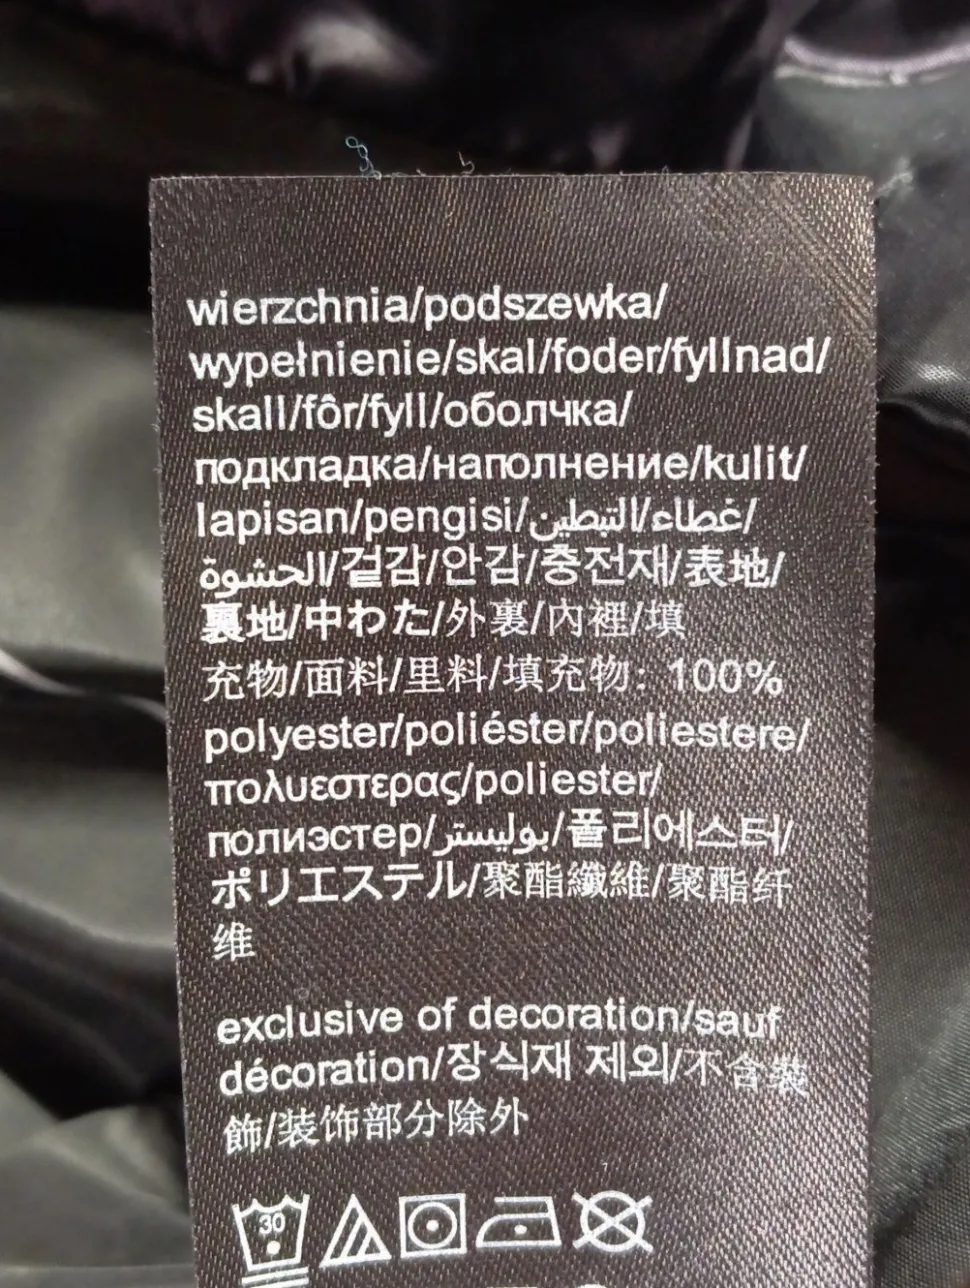 wierzchnia/podszewka/
wypełnienie/skal/foder/fyllnad/
skall/fôr/fyll/оболчка/
подкладка/наполнение/kulit/
lapisan/pengisi/غطاء/التبطين/
الحشوة/겉감/안감/충전재/表地/
裏地/中わた/外裏/內裡/填
充物/面料/里料/填充物: 100%
polyester/poliéster/poliestere/
πολυεστερας/poliester/
полиэстер/بوليستر/폴리에스터/
ポリエステル/聚酯纖維/聚酯纤
维
exclusive of decoration/sauf
décoration/장식재 제외/不含裝
飾/装饰部分除外
30